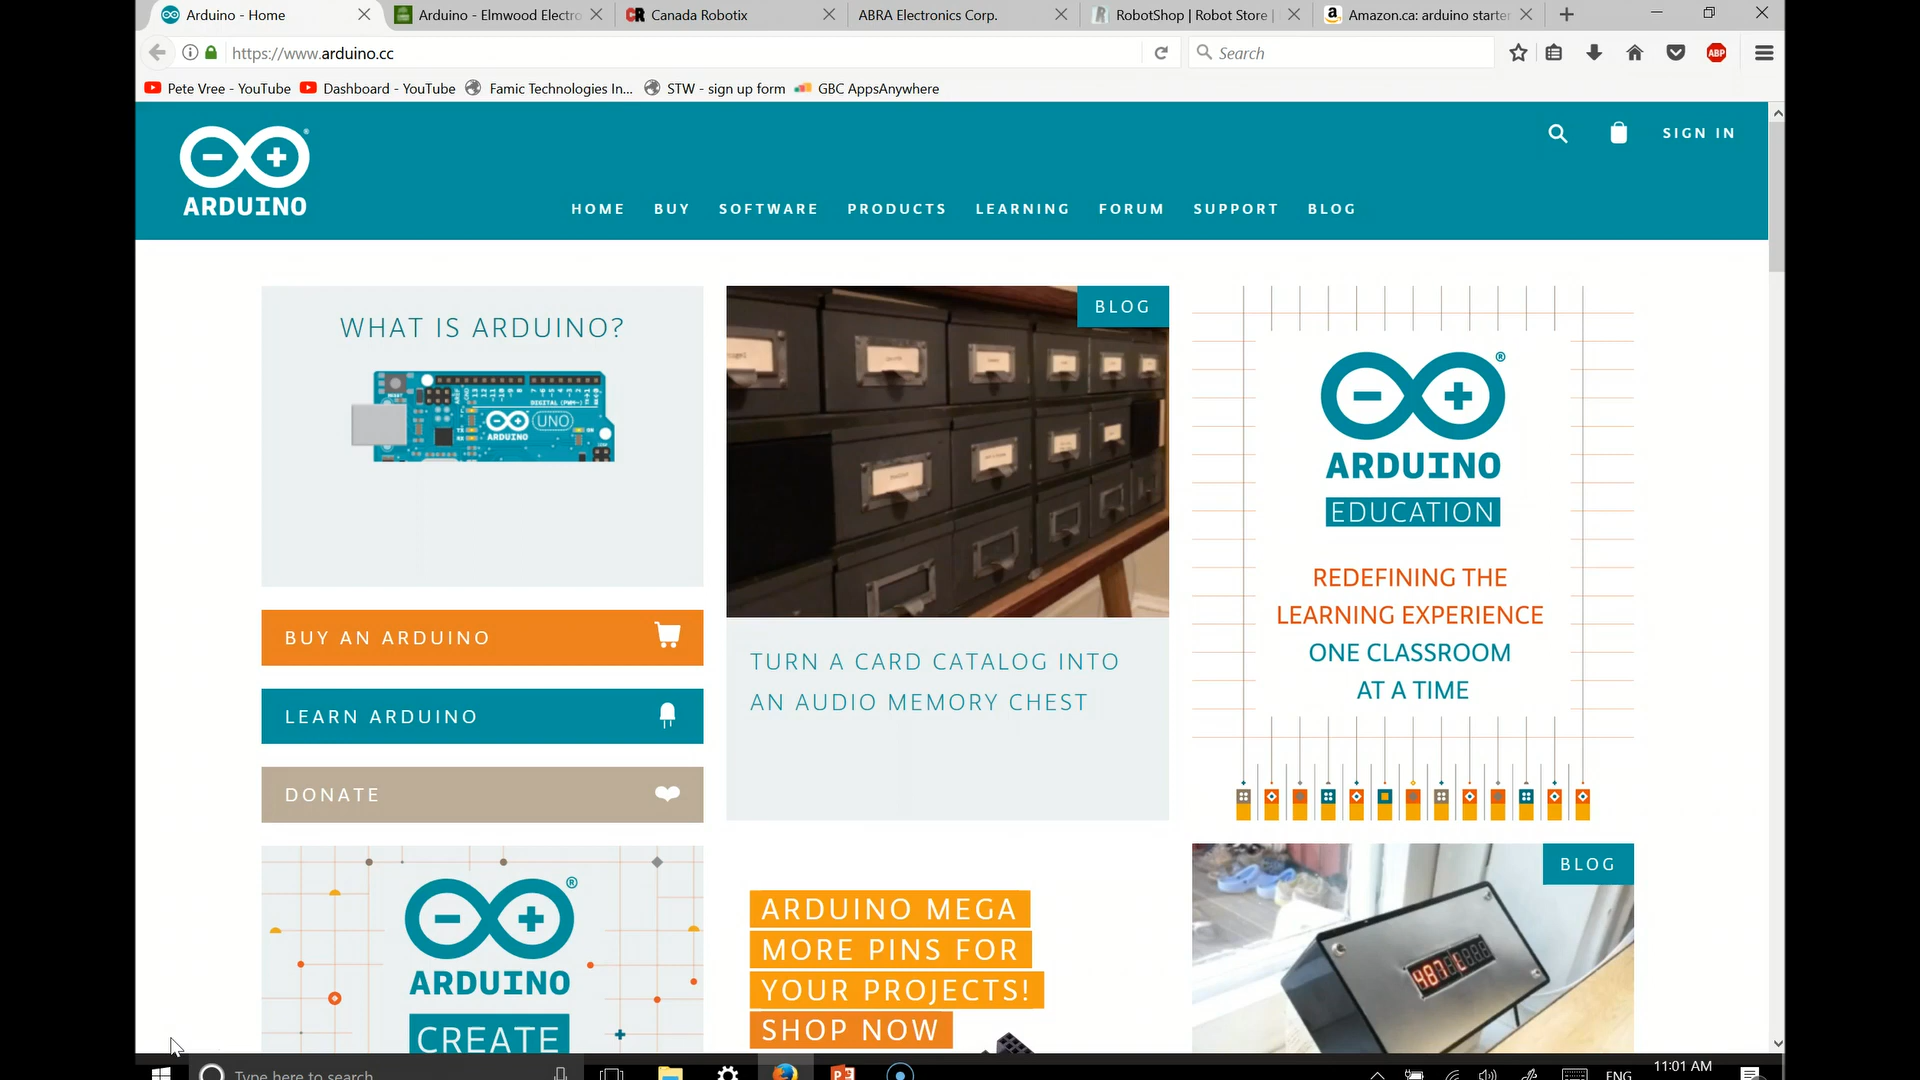 Arduino - Home
Arduino - Elmwood Electro
Canada Robotix
ABRA Electronics Corp.
RobotShop | Robot Store |
Amazon.ca: arduino starter
https://www.arduino.cc
Search
ABP
Pete Vree - YouTube
Dashboard - YouTube
Famic Technologies In...
STW - sign up form
GBC AppsAnywhere
SIGN IN
ARDUINO
HOME BUY SOFTWARE PRODUCTS LEARNING FORUM SUPPORT BLOG
WHAT IS ARDUINO?
DIGITAL (PWM~)
UNO
ARDUINO
BUY AN ARDUINO
LEARN ARDUINO
DONATE
ARDUINO
CREATE
BLOG
TURN A CARD CATALOG INTO
AN AUDIO MEMORY CHEST
ARDUINO MEGA
MORE PINS FOR
YOUR PROJECTS!
SHOP NOW
ARDUINO
EDUCATION
REDEFINING THE
LEARNING EXPERIENCE
ONE CLASSROOM
AT A TIME
BLOG
Type here to search
ENG
11:01 AM